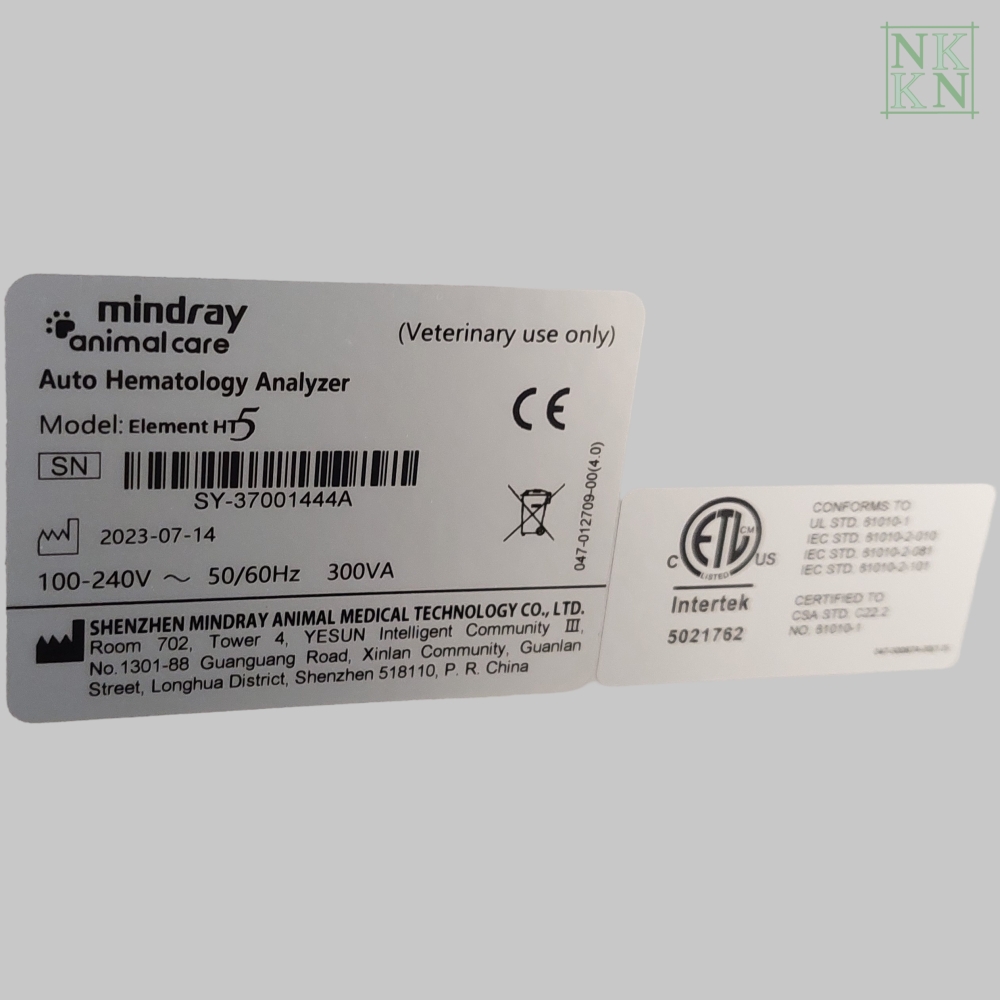 NK
KN
mindray
animal care
(Veterinary use only)
Auto Hematology Analyzer
Model: Element HT5
CE
SN
SY-37001444A
2023-07-14
100-240V ～ 50/60Hz 300VA
047-012709-00(4.0)
SHENZHEN MINDRAY ANIMAL MEDICAL TECHNOLOGY CO., LTD.
Room 702, Tower 4, YESUN Intelligent Community III,
No.1301-88 Guanguang Road, Xinlan Community, Guanlan
Street, Longhua District, Shenzhen 518110, P. R. China
ETL CM
C US
LISTED
Intertek
5021762
CONFORMS TO
UL STD. 61010-1
IEC STD. 61010-2-010
IEC STD. 61010-2-081
IEC STD. 61010-2-101
CERTIFIED TO
CSA STD. C22.2
NO. 61010-1